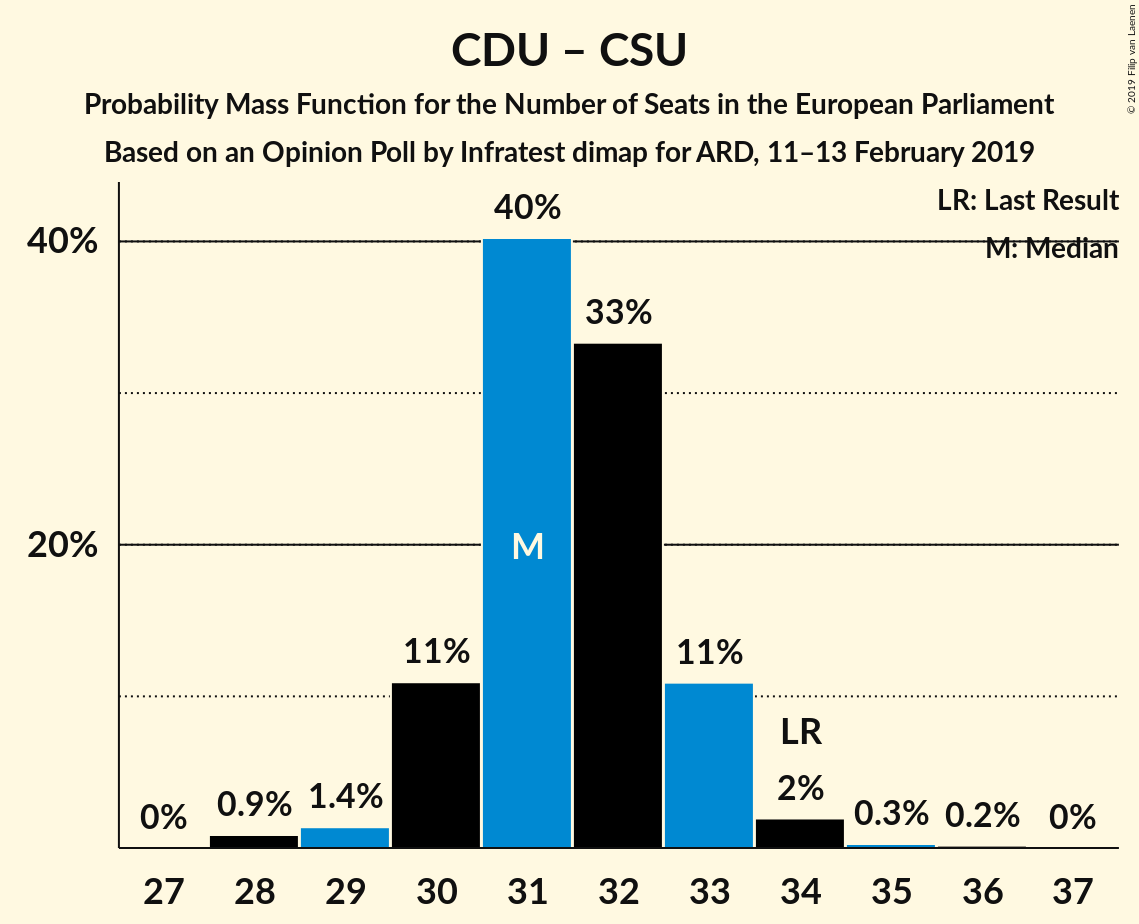 CDU – CSU
Probability Mass Function for the Number of Seats in the European Parliament
Based on an Opinion Poll by Infratest dimap for ARD, 11–13 February 2019
© 2019 Filip van Laenen
LR: Last Result
M: Median
40%
20%
0%
0.9%
1.4%
11%
40%
M
33%
11%
LR
2%
0.3%
0.2%
0%
27 28 29 30 31 32 33 34 35 36 37